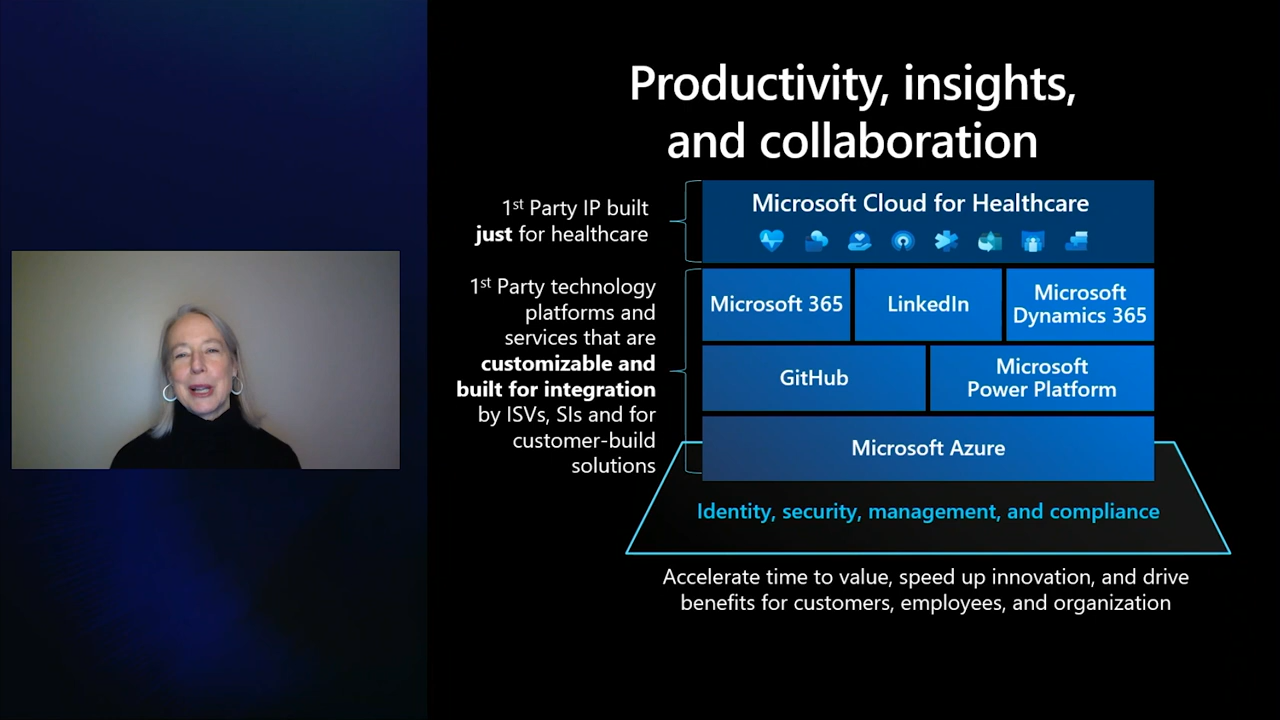 Productivity, insights,
and collaboration
1st Party IP built
just for healthcare
Microsoft Cloud for Healthcare
1st Party technology
platforms and
services that are
customizable and
built for integration
by ISVs, SIs and for
customer-build
solutions
Microsoft 365
LinkedIn
Microsoft
Dynamics 365
GitHub
Microsoft
Power Platform
Microsoft Azure
Identity, security, management, and compliance
Accelerate time to value, speed up innovation, and drive
benefits for customers, employees, and organization